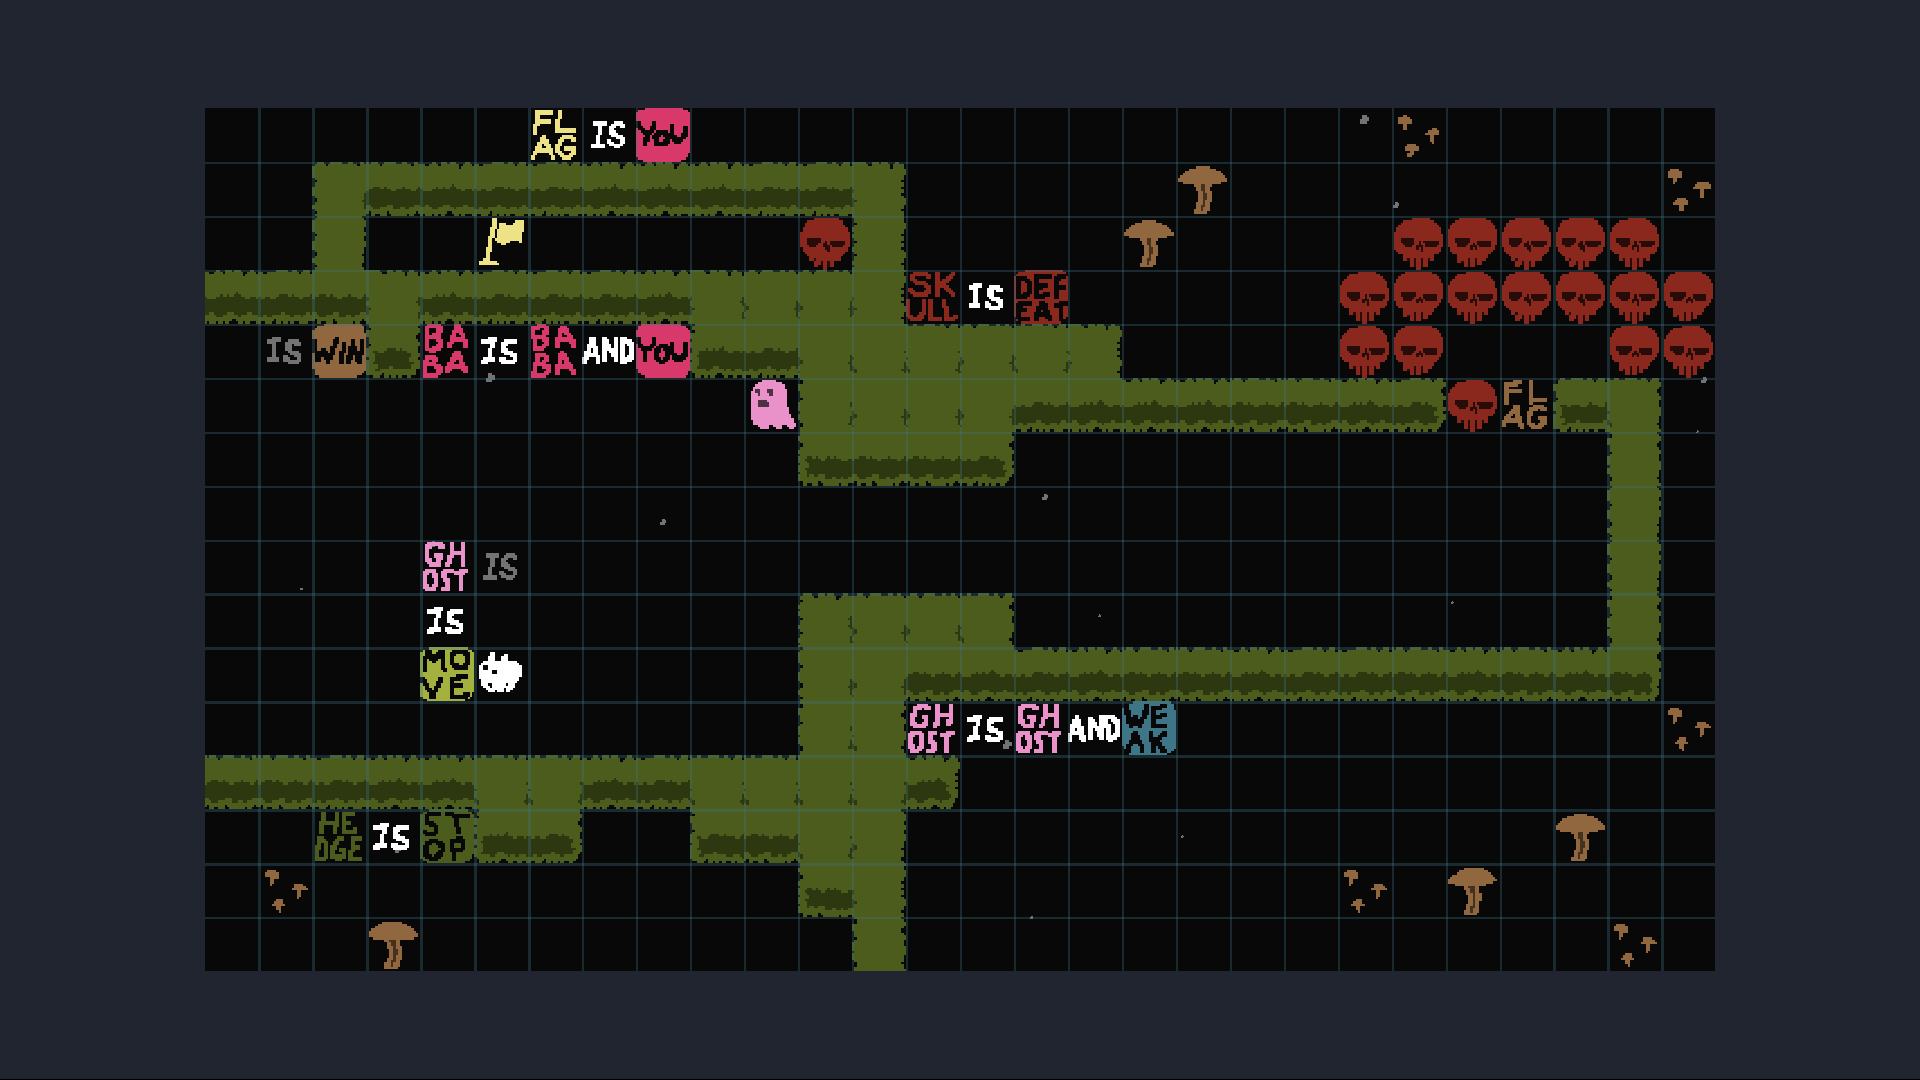 FLAG IS YOU
SKULL IS DEFEAT
IS WIN BABA IS BABA AND YOU
FLAG
GHOST IS
IS
MOVE
GHOST IS GHOST AND WEAK
HEDGE IS STOP